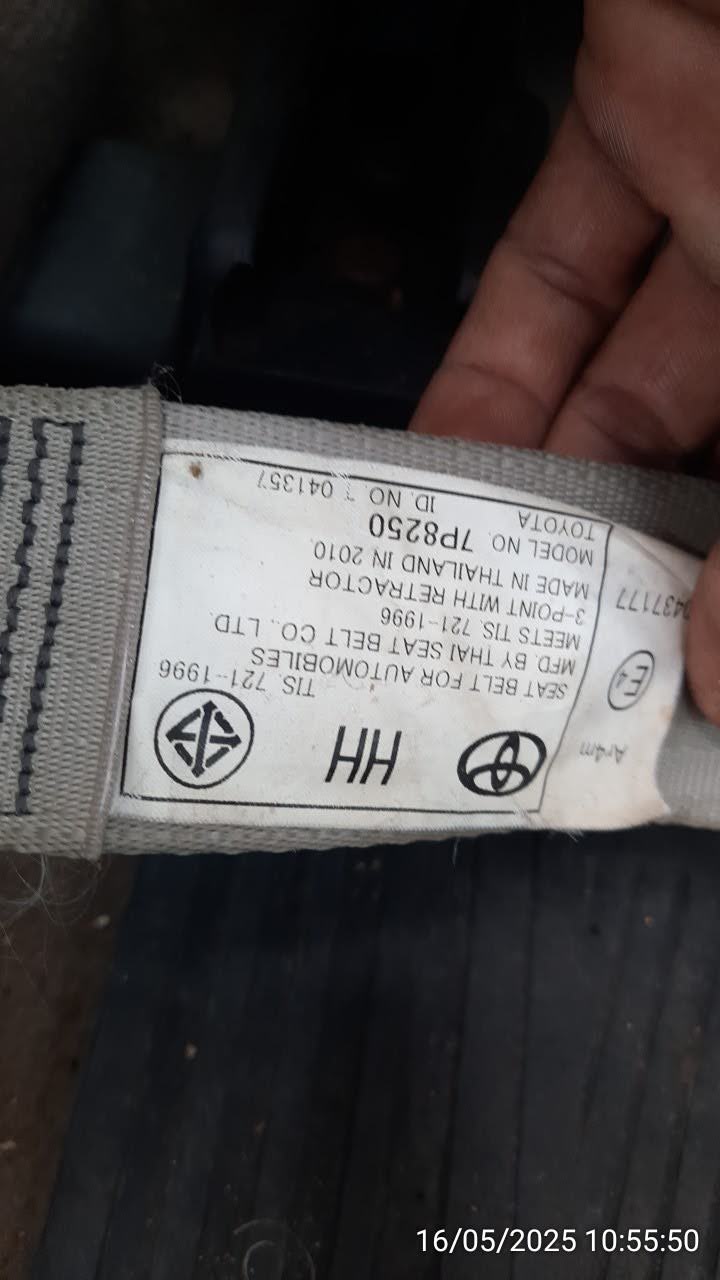 TIS. 721-1996
HH
SEAT BELT FOR AUTOMOBILES
MFD. BY THAI SEAT BELT CO., LTD.
MEETS TIS. 721-1996
3-POINT WITH RETRACTOR
MADE IN THAILAND IN 2010.
MODEL NO. 7P8250
TOYOTA ID. NO. 041357
Ar4m
E4
0437177
16/05/2025 10:55:50